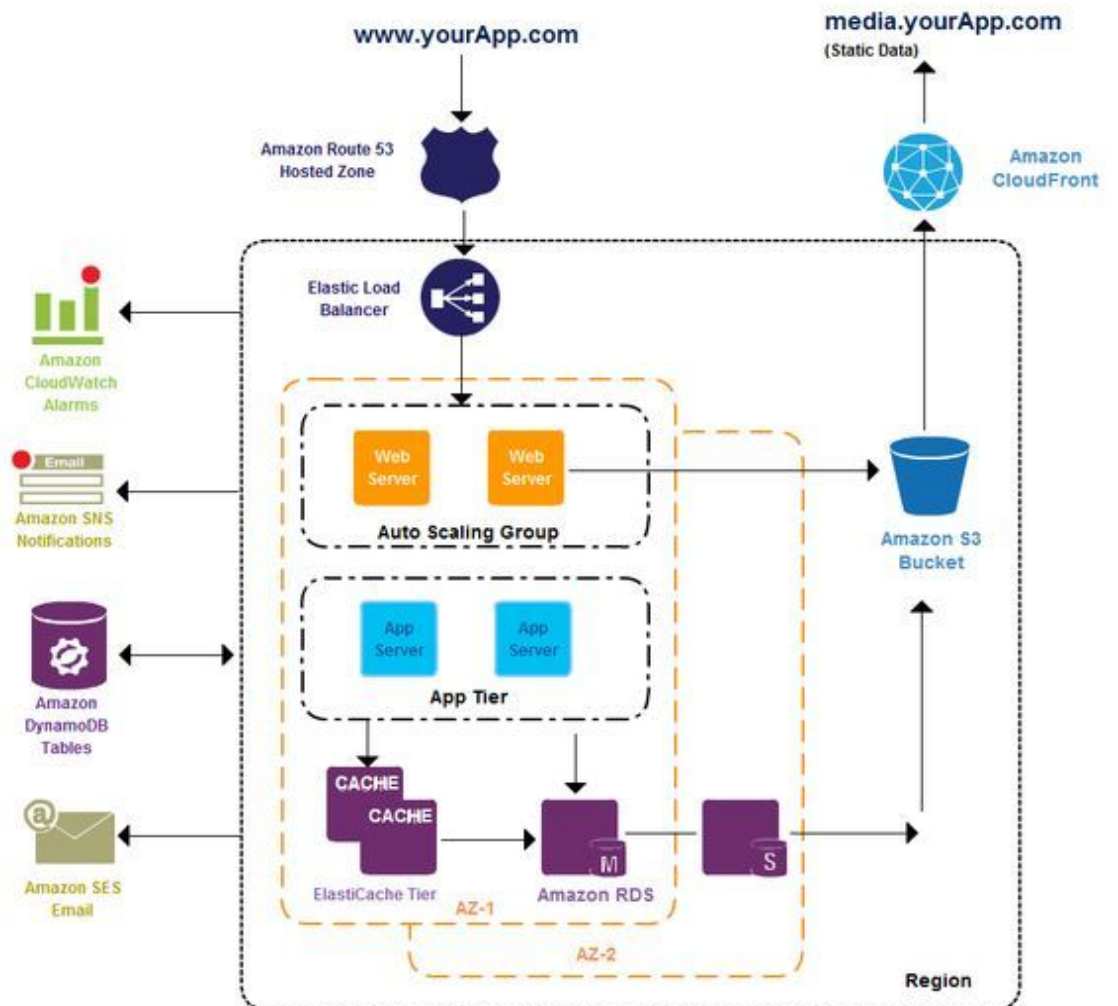 www.yourApp.com
media.yourApp.com
(Static Data)
Amazon Route 53
Hosted Zone
Amazon
CloudFront
Elastic Load
Balancer
Amazon
CloudWatch
Alarms
Web
Server
Web
Server
Auto Scaling Group
Email
Amazon SNS
Notifications
Amazon S3
Bucket
App
Server
App
Server
App Tier
Amazon
DynamoDB
Tables
CACHE
CACHE
M
S
@
ElastiCache Tier
Amazon RDS
Amazon SES
Email
AZ-1
AZ-2
Region